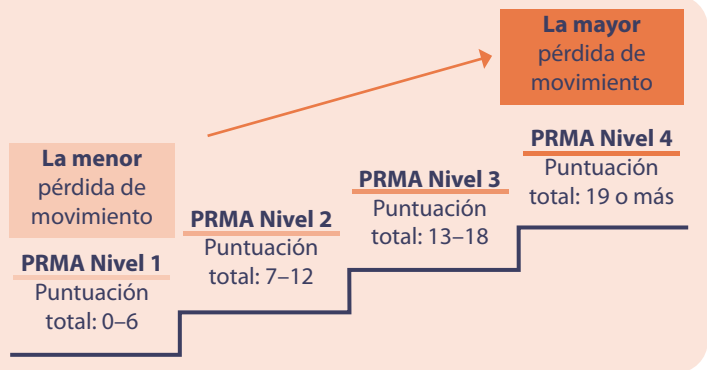 La mayor
pérdida de
movimiento
La menor
pérdida de
movimiento
PRMA Nivel 1
Puntuación
total: 0–6
PRMA Nivel 2
Puntuación
total: 7–12
PRMA Nivel 3
Puntuación
total: 13–18
PRMA Nivel 4
Puntuación
total: 19 o más